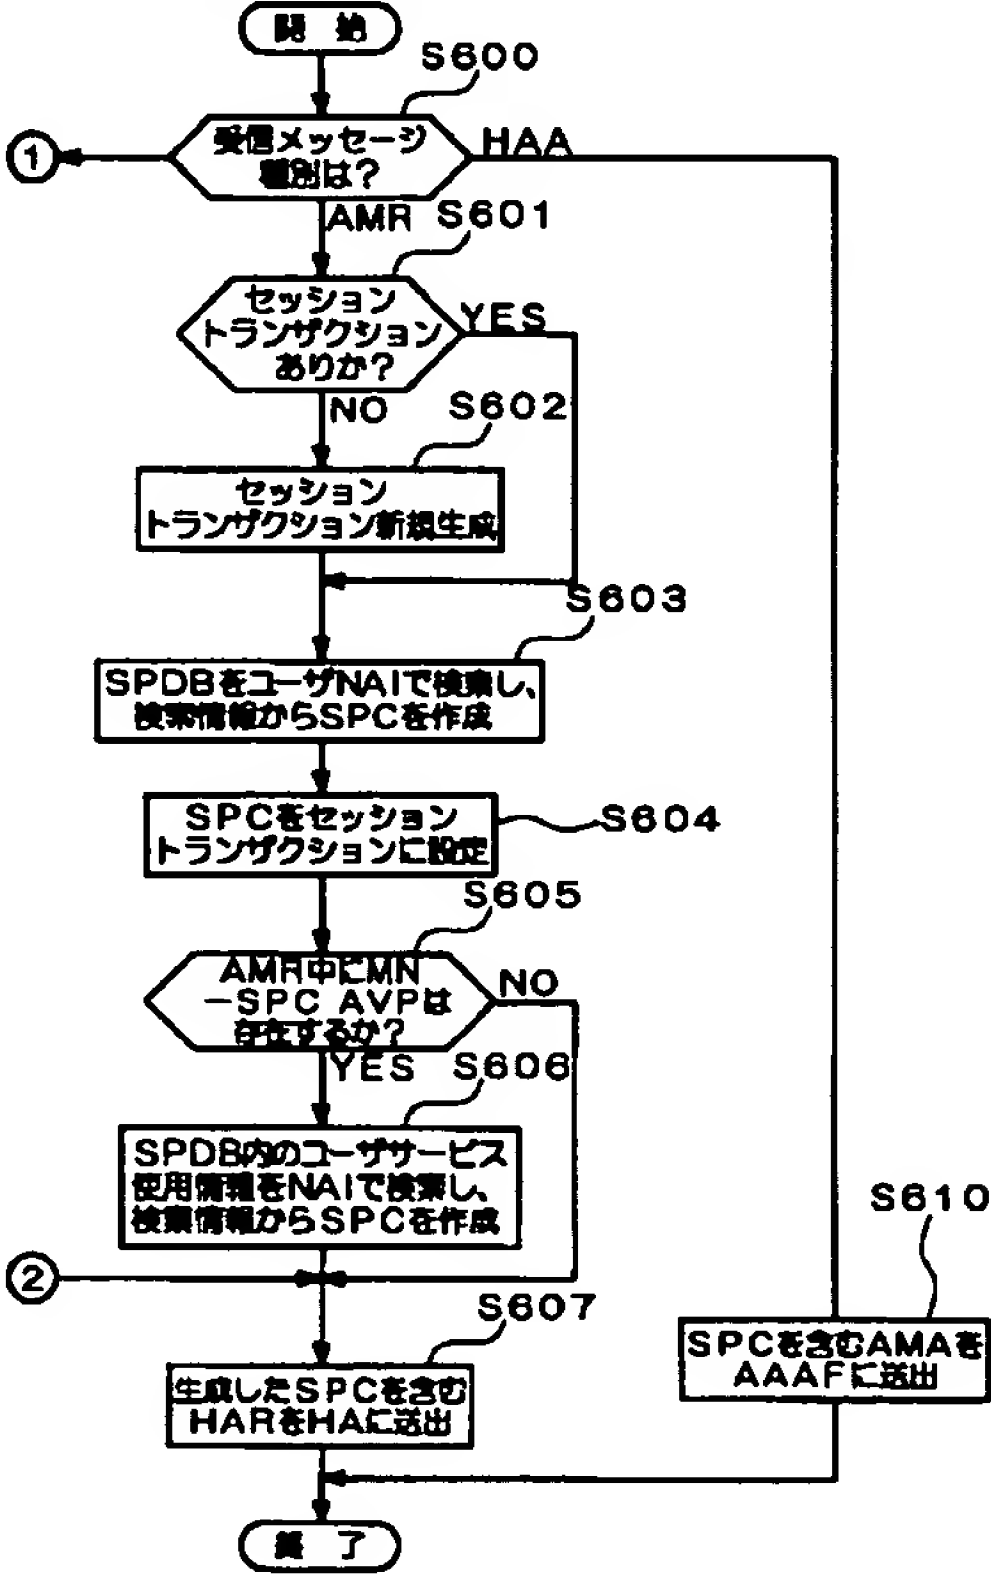 開始
S600
受信メッセージ
種別は？
HAA
①
AMR
S601
セッション
トランザクション
ありか？
YES
NO
S602
セッション
トランザクション新規生成
S603
SPDBをユーザNAIで検索し、
検索情報からSPCを作成
SPCをセッション
トランザクションに設定
S604
S605
AMR中にMN
－SPC AVPは
存在するか？
NO
YES
S606
SPDB内のユーザサービス
使用情報をNAIで検索し、
検索情報からSPCを作成
S610
②
S607
SPCを含むAMAを
AAAFに送出
生成したSPCを含む
HARをHAに送出
終了